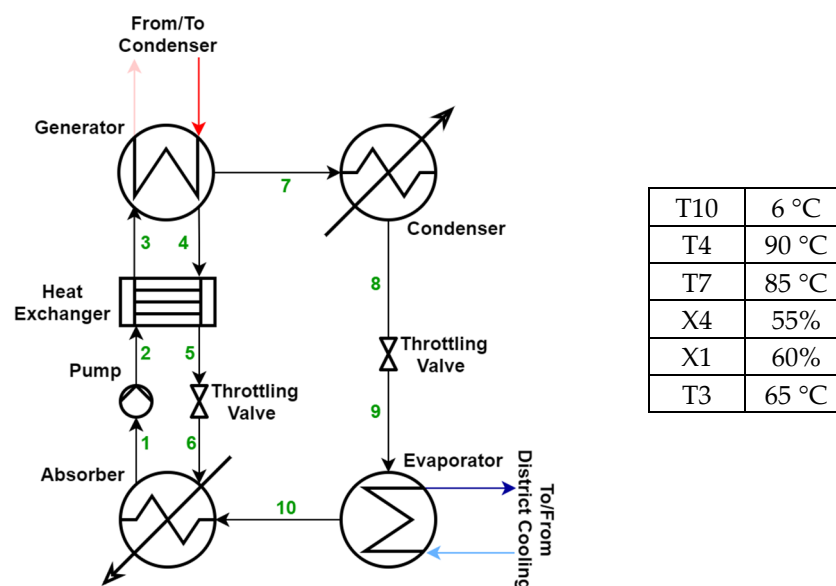 From/To
Condenser
Generator
7
Condenser
3
4
8
Heat
Exchanger
2
5
Throttling
Valve
Pump
Throttling
Valve
9
1
6
Absorber
Evaporator
10
To/From
District Cooling
T10 6 °C
T4 90 °C
T7 85 °C
X4 55%
X1 60%
T3 65 °C